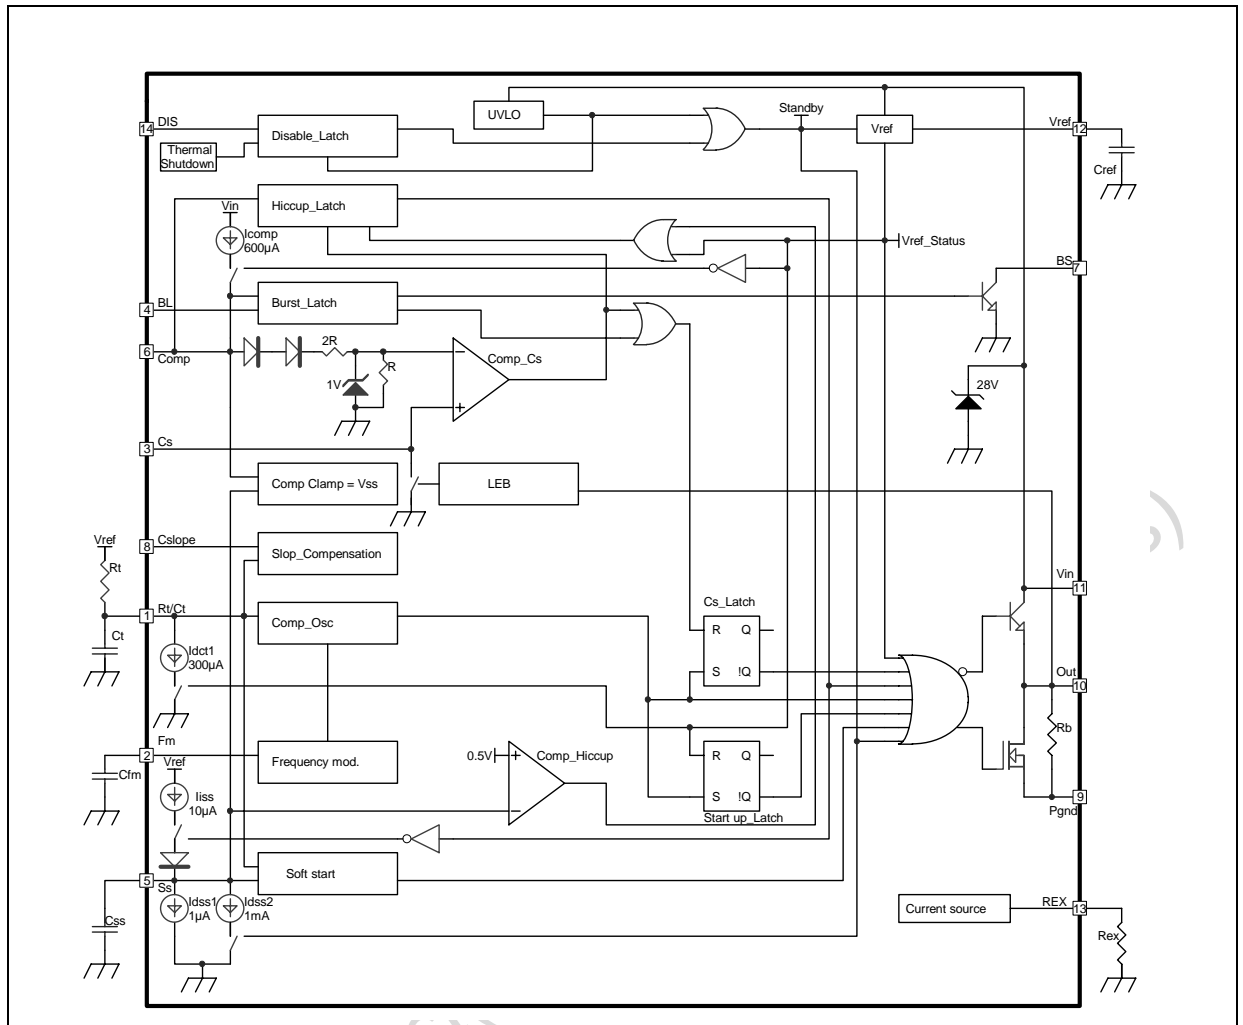 Standby
UVLO
14 DIS
Disable_Latch
Vref
Vref 12
Thermal
Shutdown
Cref
Vin
Hiccup_Latch
Icomp
600µA
Vref_Status
BS
7
BL
4
Burst_Latch
6
Comp
2R
R
1V
−
+
Comp_Cs
28V
Cs
3
Comp Clamp = Vss
LEB
Vref
8 Cslope
Slop_Compensation
Rt
Vin
11
Rt/Ct
1
Comp_Osc
Cs_Latch
R Q
S !Q
Ct
Idct1
300µA
Out
10
Fm
2
Frequency mod.
Cfm
Vref
0.5V
+
−
Comp_Hiccup
R Q
S !Q
Start up_Latch
Rb
9
Pgnd
Iiss
10µA
5
Ss
Soft start
Css
Idss1
1µA
Idss2
1mA
Current source
REX
13
Rex